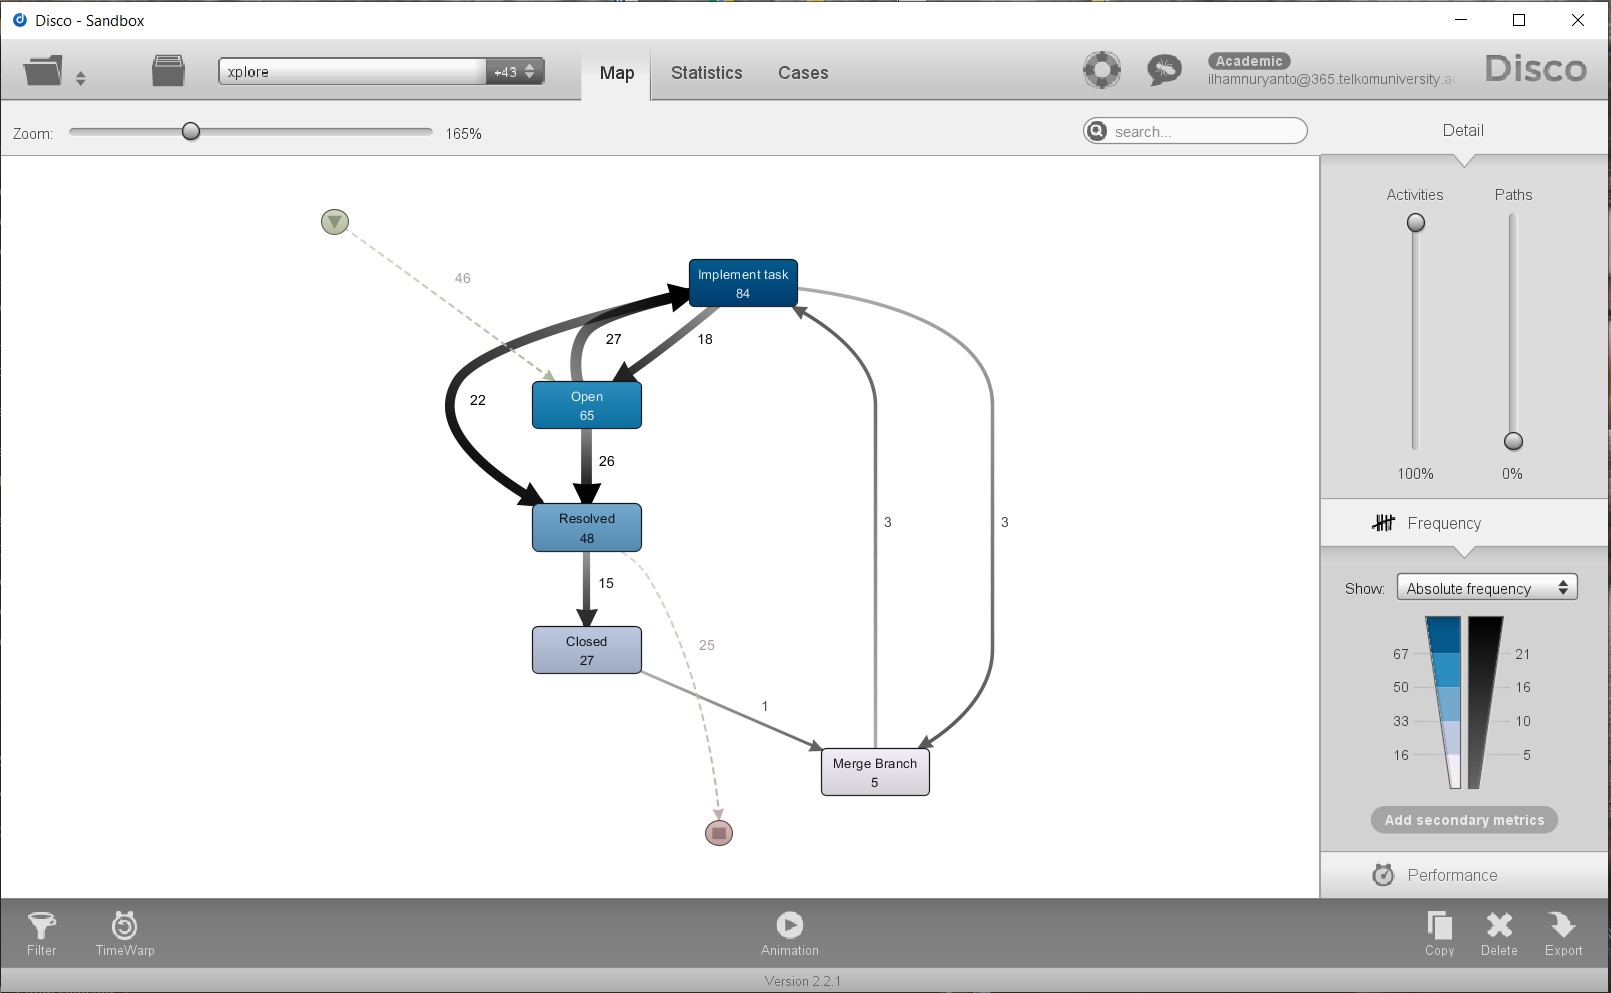 Disco - Sandbox
xplore
+43
Map
Statistics
Cases
Academic
ilhamnuryanto@365.telkomuniversity.ac
Disco
Zoom:
165%
search...
Detail
Activities
Paths
100%
0%
46
Implement task
84
27
18
Open
65
22
26
Resolved
48
3
3
15
Closed
27
25
1
Merge Branch
5
Frequency
Show:
Absolute frequency
67
21
50
16
33
10
16
5
Add secondary metrics
Performance
Filter
TimeWarp
Animation
Copy
Delete
Export
Version 2.2.1